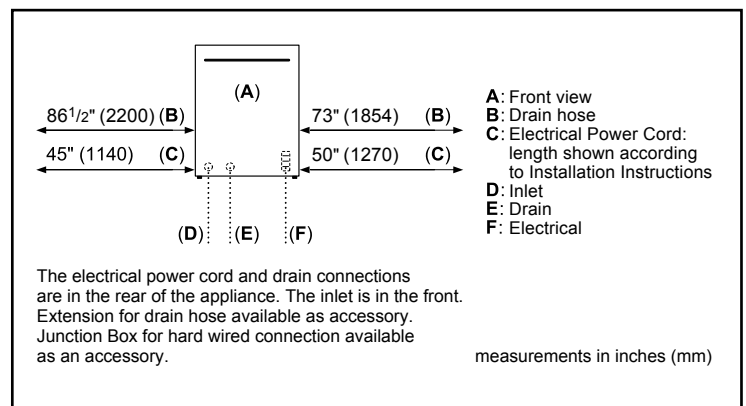 (A)
86 1/2" (2200) (B)
73" (1854) (B)
45" (1140) (C)
50" (1270) (C)
(D) (E) (F)
A: Front view
B: Drain hose
C: Electrical Power Cord:
length shown according
to Installation Instructions
D: Inlet
E: Drain
F: Electrical
The electrical power cord and drain connections
are in the rear of the appliance. The inlet is in the front.
Extension for drain hose available as accessory.
Junction Box for hard wired connection available
as an accessory.
measurements in inches (mm)